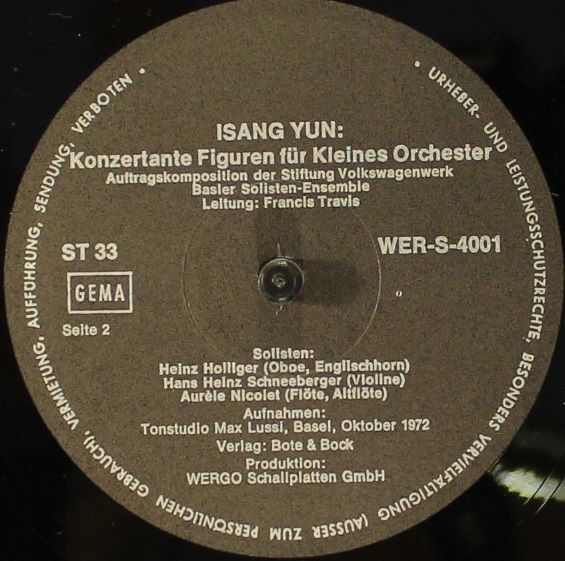 ISANG YUN:
Konzertante Figuren für Kleines Orchester
Auftragskomposition der Stiftung Volkswagenwerk
Basler Solisten-Ensemble
Leitung: Francis Travis
ST 33
WER-S-4001
GEMA
Seite 2
Solisten:
Heinz Holliger (Oboe, Englischhorn)
Hans Heinz Schneeberger (Violine)
Aurèle Nicolet (Flöte, Altflöte)
Aufnahmen:
Tonstudio Max Lussi, Basel, Oktober 1972
Verlag: Bote & Bock
Produktion:
WERGO Schallplatten GmbH
• URHEBER- UND LEISTUNGSSCHUTZRECHTE, BESONDERS VERVIELFÄLTIGUNG (AUSSER ZUM PERSÖNLICHEN GEBRAUCH), VERMIETUNG, AUFFÜHRUNG, SENDUNG, VERBOTEN •